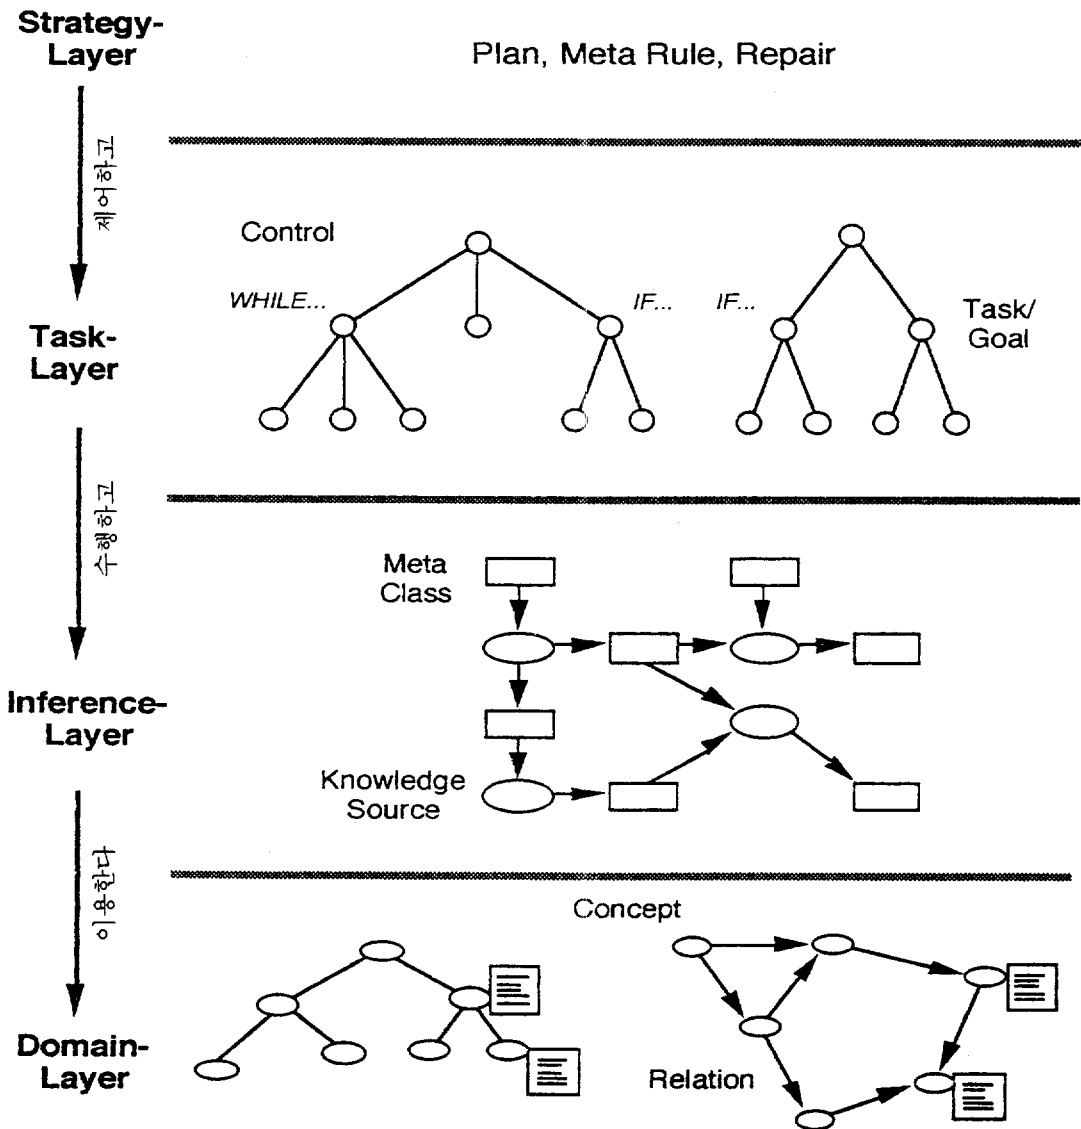 Strategy-
Layer
Plan, Meta Rule, Repair
제어하고
Control
WHILE...
IF...
IF...
Task/
Goal
Task-
Layer
수행하고
Meta
Class
Inference-
Layer
Knowledge
Source
이용한다
Concept
Domain-
Layer
Relation